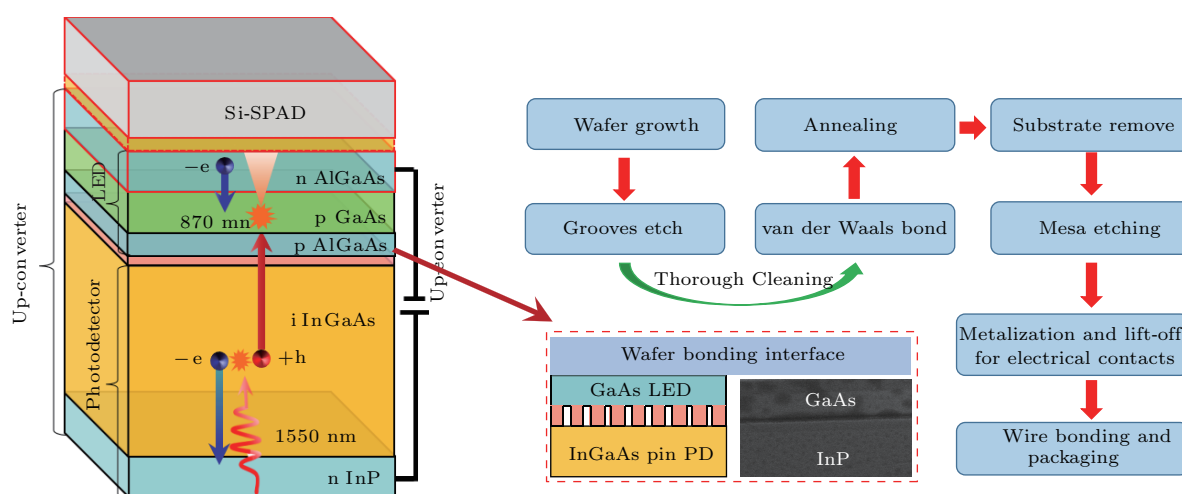 Si-SPAD
−e
n AlGaAs
LED
870 mn
p GaAs
p AlGaAs
Up-converter
Up-converter
i InGaAs
Photodetector
−e
+h
1550 nm
n InP
Wafer growth
Annealing
Substrate remove
Grooves etch
van der Waals bond
Mesa etching
Thorough Cleaning
Metalization and lift-off
for electrical contacts
Wire bonding and
packaging
Wafer bonding interface
GaAs LED
InGaAs pin PD
GaAs
InP